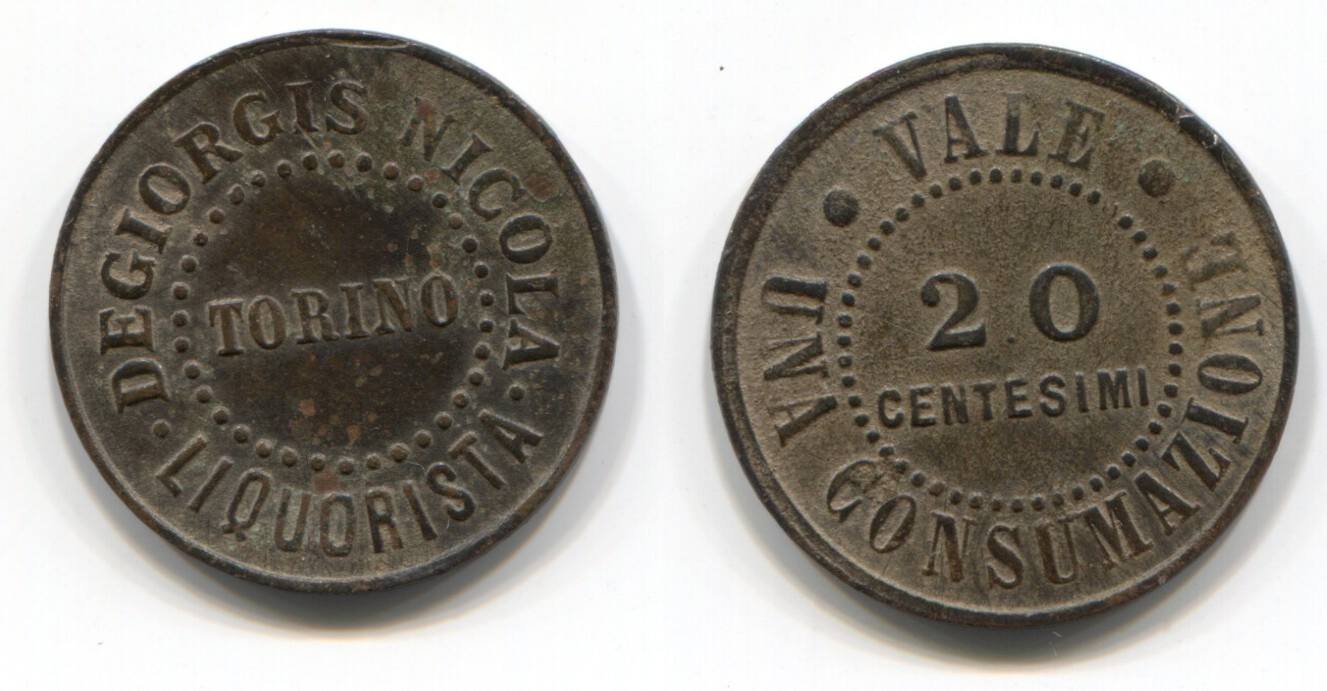 DEGIORGIS NICOLA
TORINO
· LIQUORISTA ·
• VALE •
20
CENTESIMI
UNA CONSUMAZIONE